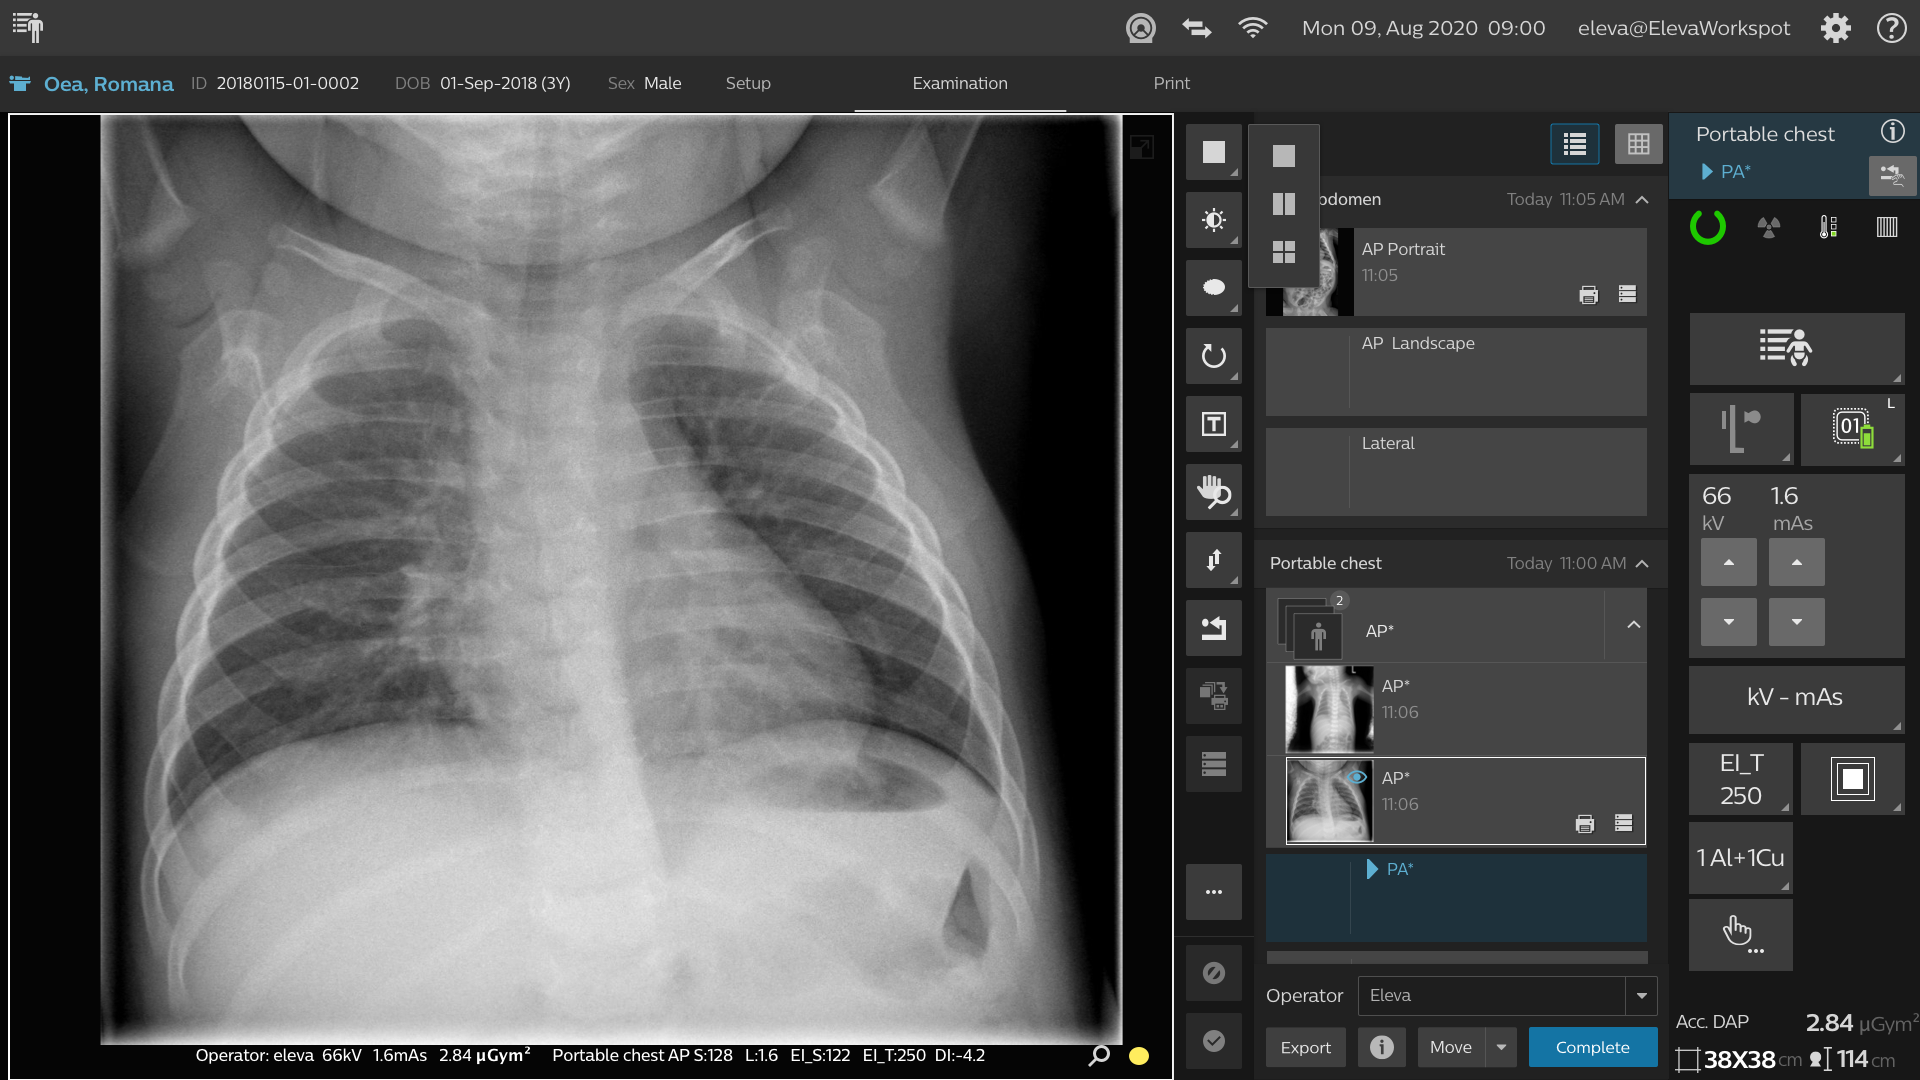 Mon 09, Aug 2020 09:00
eleva@ElevaWorkspot
?
Oea, Romana ID 20180115-01-0002 DOB 01-Sep-2018 (3Y) Sex Male
Setup
Examination
Print
bdomen
Today 11:05 AM
AP Portrait
11:05
AP Landscape
Lateral
Portable chest
Today 11:00 AM
2
AP*
L
AP*
11:06
AP*
11:06
PA*
Operator
Eleva
Export
i
Move
Complete
T
...
Portable chest
i
PA*
L
01
66
kV
1.6
mAs
kV - mAs
EI_T
250
1 Al+1Cu
...
Acc. DAP 2.84 µGym²
38X38 cm 114 cm
Operator: eleva 66kV 1.6mAs 2.84 µGym² Portable chest AP S:128 L:1.6 EI_S:122 EI_T:250 DI:-4.2